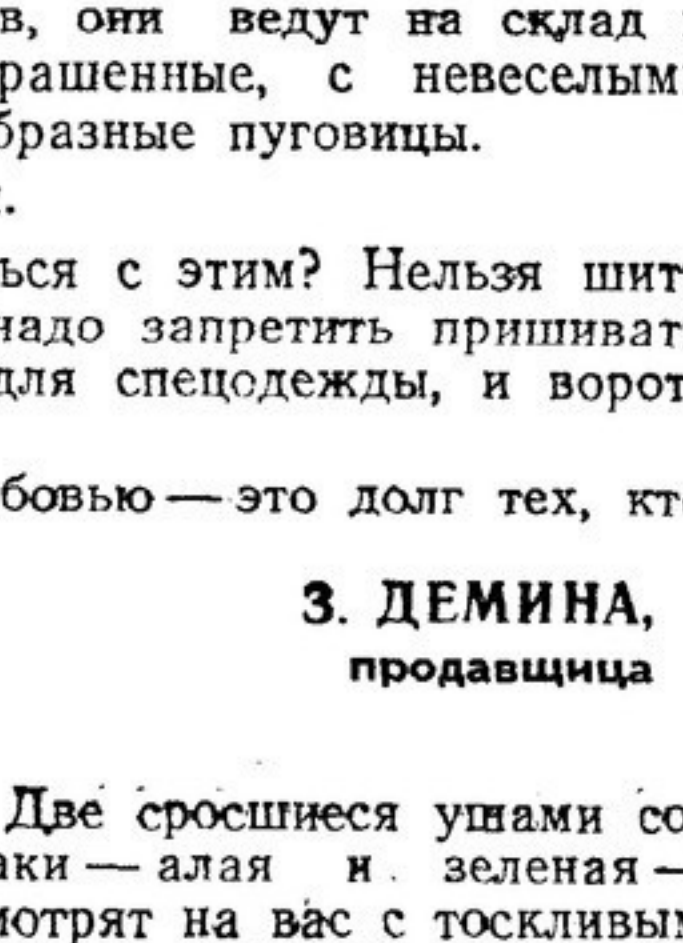 в, они ведут на склад
рашенные, с невеселым
бразные пуговицы.
ься с этим? Нельзя шит
надо запретить пришиват
для спецодежды, и ворот
бовью — это долг тех, кт
З. ДЕМИНА,
продавщица
Две сросшиеся ушами со
аки — алая и зеленая —
мотрят на вас с тоскливым